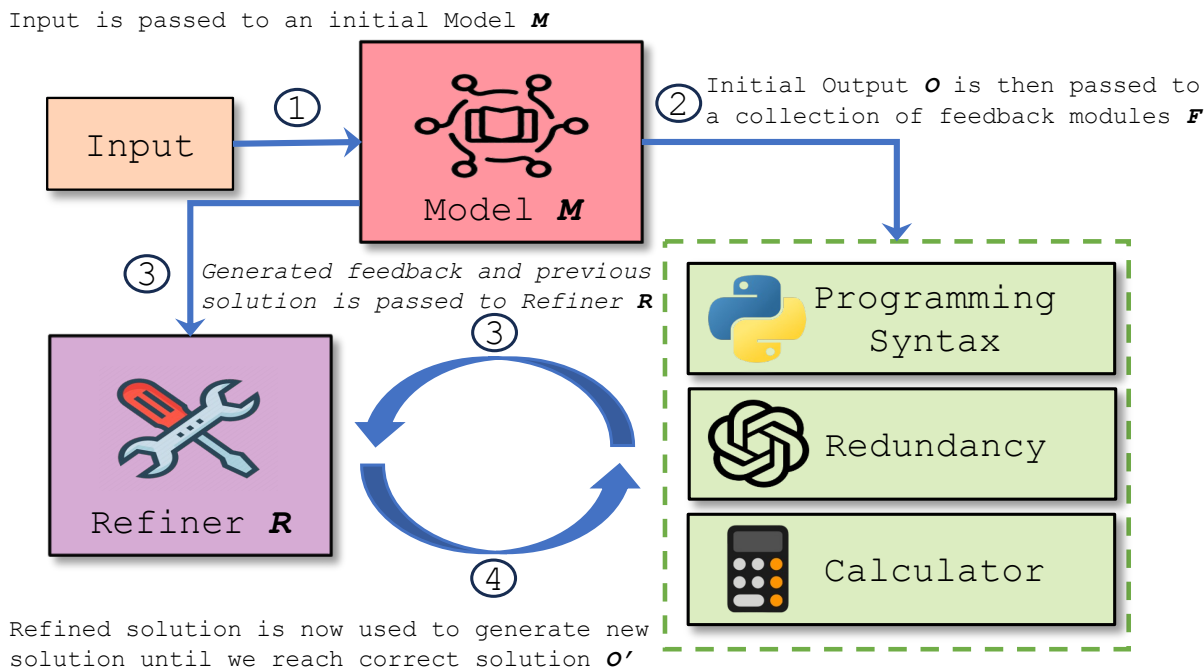 Input is passed to an initial Model M
1
2
Initial Output O is then passed to
a collection of feedback modules F
Input
Model M
3
Generated feedback and previous
solution is passed to Refiner R
3
Programming
Syntax
Redundancy
Refiner R
Calculator
4
Refined solution is now used to generate new
solution until we reach correct solution O′